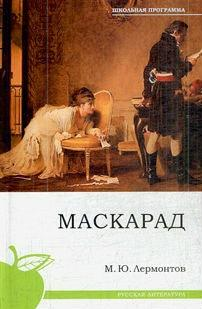 ШКОЛЬНАЯ ПРОГРАММА
МАСКАРАД
М. Ю. Лермонтов
РУССКАЯ ЛИТЕРАТУРА